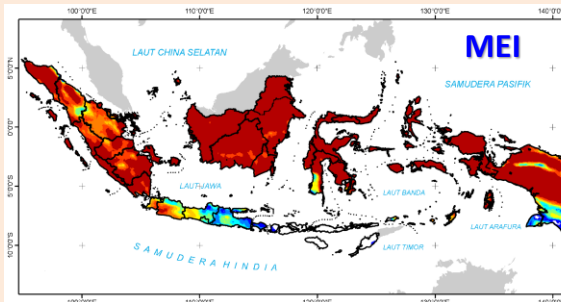 100°0'0"E 110°0'0"E 120°0'0"E 130°0'0"E 140°0'
MEI
LAUT CHINA SELATAN
SAMUDERA PASIFIK
5°0'0"N
0°0'0"
5°0'0"S
10°0'0"S
LAUT JAWA
LAUT BANDA
LAUT ARAFURA
LAUT TIMOR
SAMUDERA HINDIA